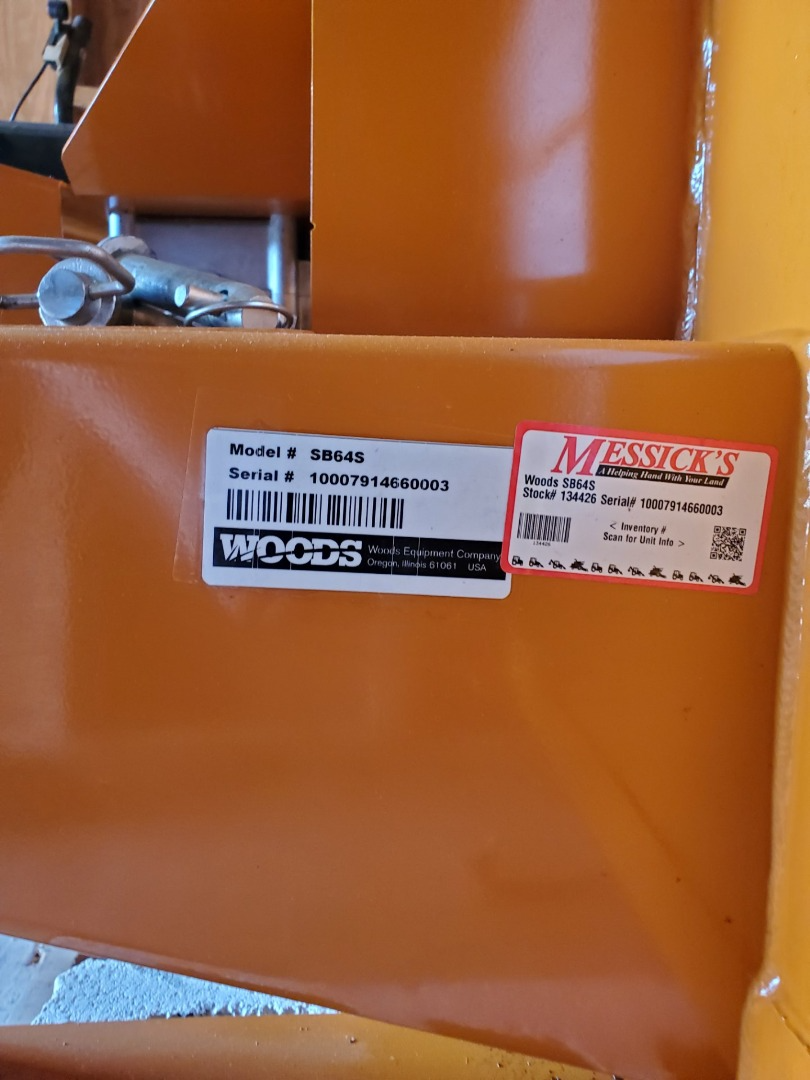 Model # SB64S
Serial # 10007914660003
WOODS
Woods Equipment Company
Oregon, Illinois 61061 USA
MESSICK'S
A Helping Hand With Your Land
Woods SB64S
Stock# 134426 Serial# 10007914660003
< Inventory #
Scan for Unit Info >
134426